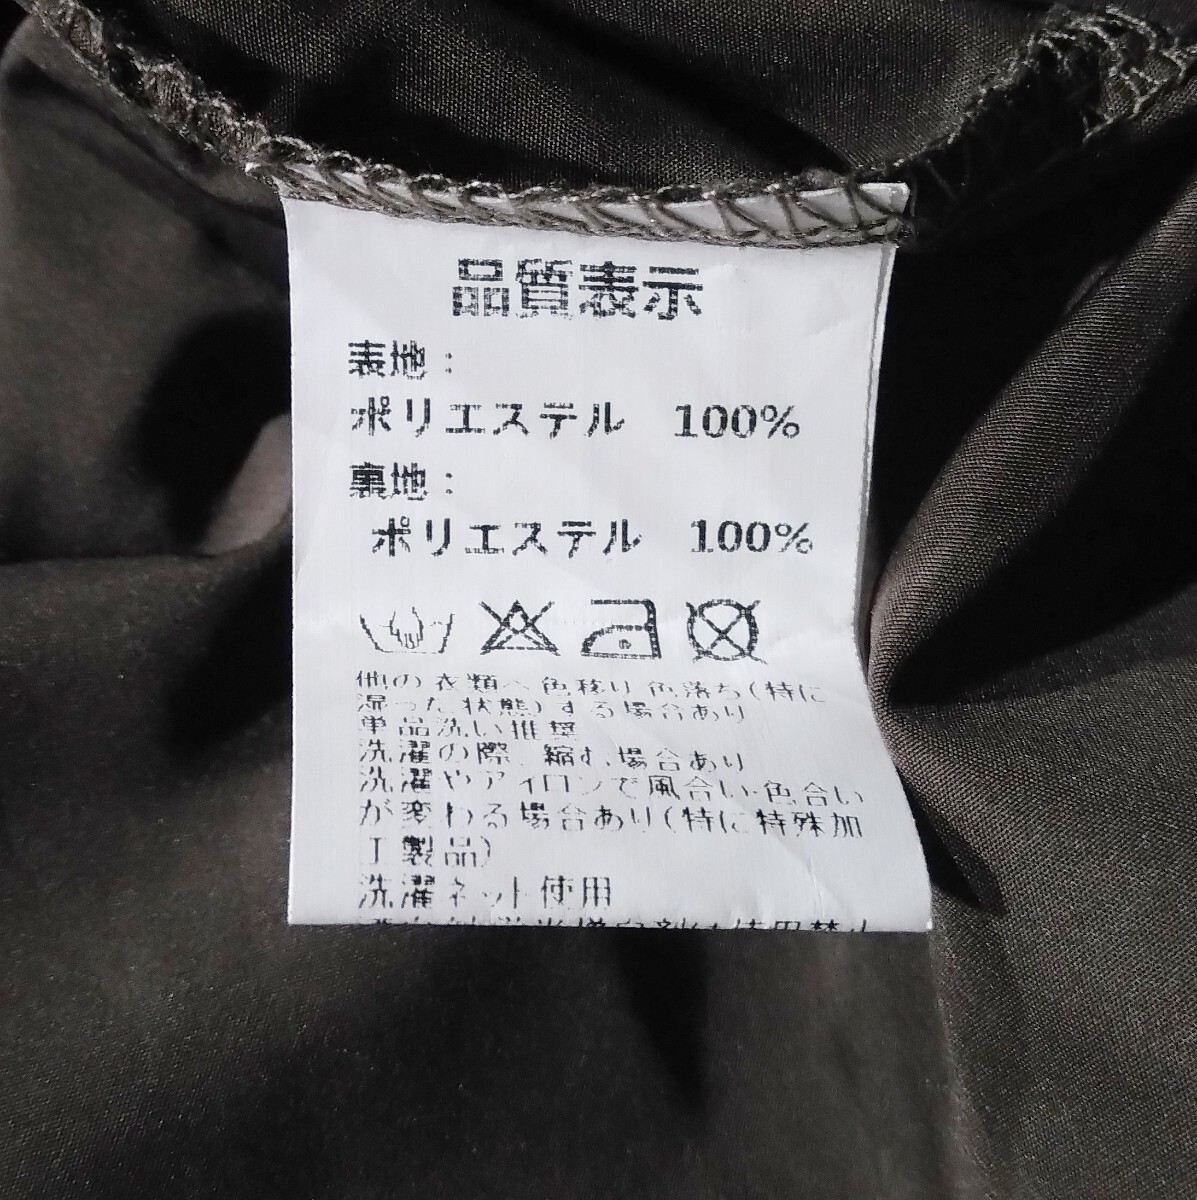 品質表示
表地：
ポリエステル　100%
裏地：
ポリエステル　100%
他の衣類へ色移り色落ち(特に
湿った状態)する場合あり
単品洗い推奨
洗濯の際、縮む場合あり
洗濯やアイロンで風合い・色合い
が変わる場合あり(特に特殊加
工製品)
洗濯ネット使用